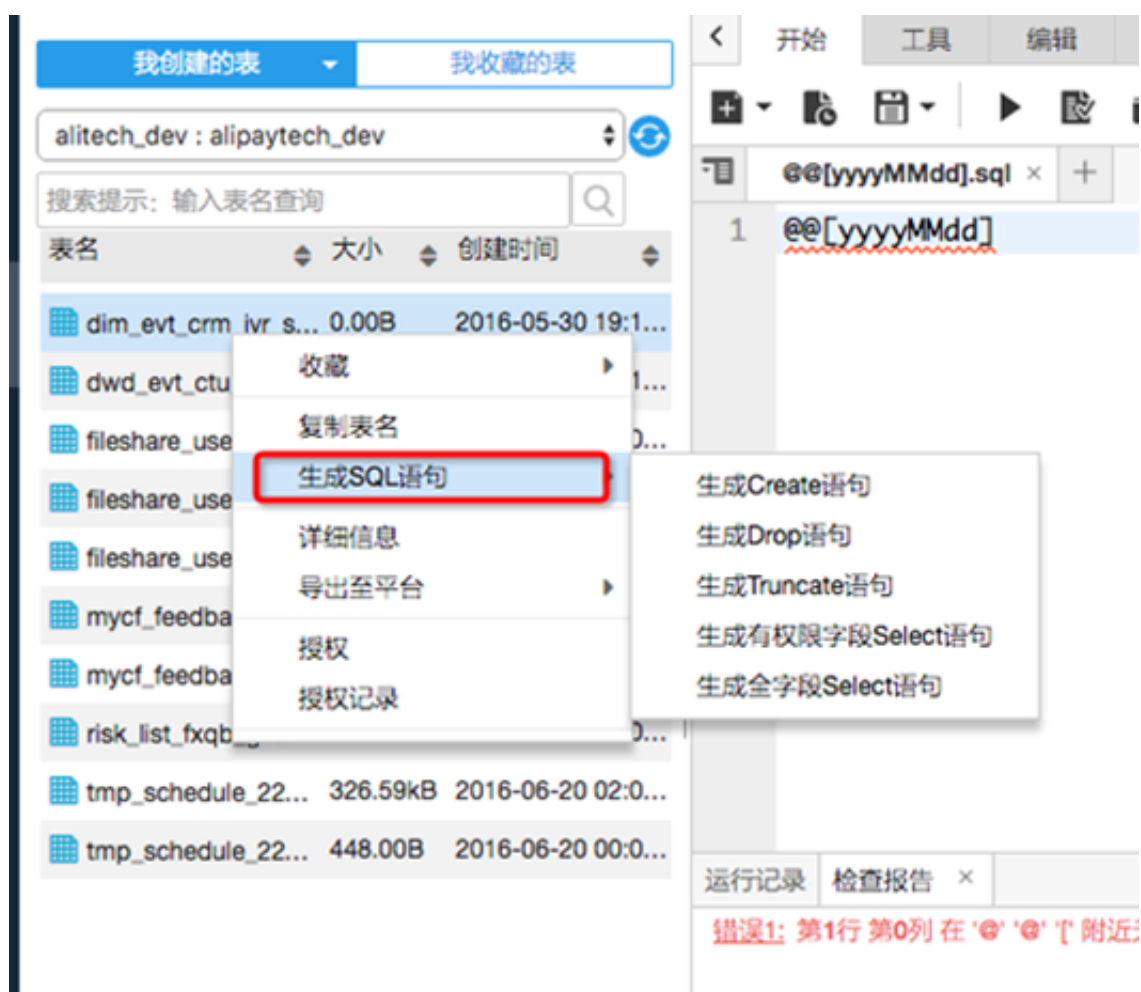 我创建的表
我收藏的表
alitech_dev : alipaytech_dev
搜索提示：输入表名查询
表名 大小 创建时间
dim_evt_crm_ivr_s... 0.00B 2016-05-30 19:1...
dwd_evt_ctu 1...
fileshare_use 0...
fileshare_use
fileshare_use
mycf_feedba
mycf_feedba
risk_list_fxqb_ 0...
tmp_schedule_22... 326.59kB 2016-06-20 02:0...
tmp_schedule_22... 448.00B 2016-06-20 00:0...
收藏
复制表名
生成SQL语句
详细信息
导出至平台
授权
授权记录
生成Create语句
生成Drop语句
生成Truncate语句
生成有权限字段Select语句
生成全字段Select语句
开始 工具 编辑
@@[yyyyMMdd].sql × +
1 @@[yyyyMMdd]
运行记录 检查报告 ×
错误1: 第1行 第0列 在 '@' '@' '[' 附近